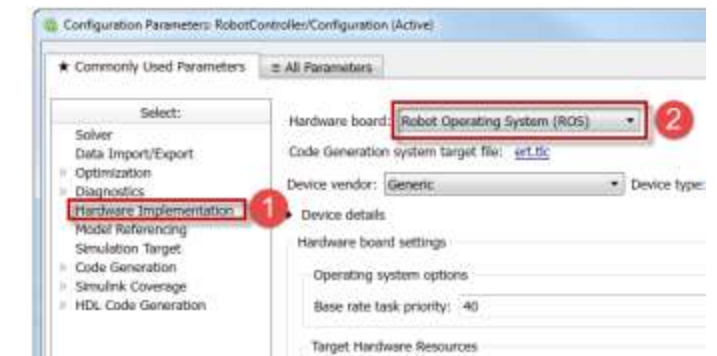 Configuration Parameters: RobotController/Configuration (Active)
★ Commonly Used Parameters
≡ All Parameters
Select:
Solver
Data Import/Export
Optimization
Diagnostics
Hardware Implementation
1
Model Referencing
Simulation Target
Code Generation
Simulink Coverage
HDL Code Generation
Hardware board: Robot Operating System (ROS)
2
Code Generation system target file: ert.tlc
Device vendor: Generic
Device type:
Device details
Hardware board settings
Operating system options
Base rate task priority: 40
Target Hardware Resources